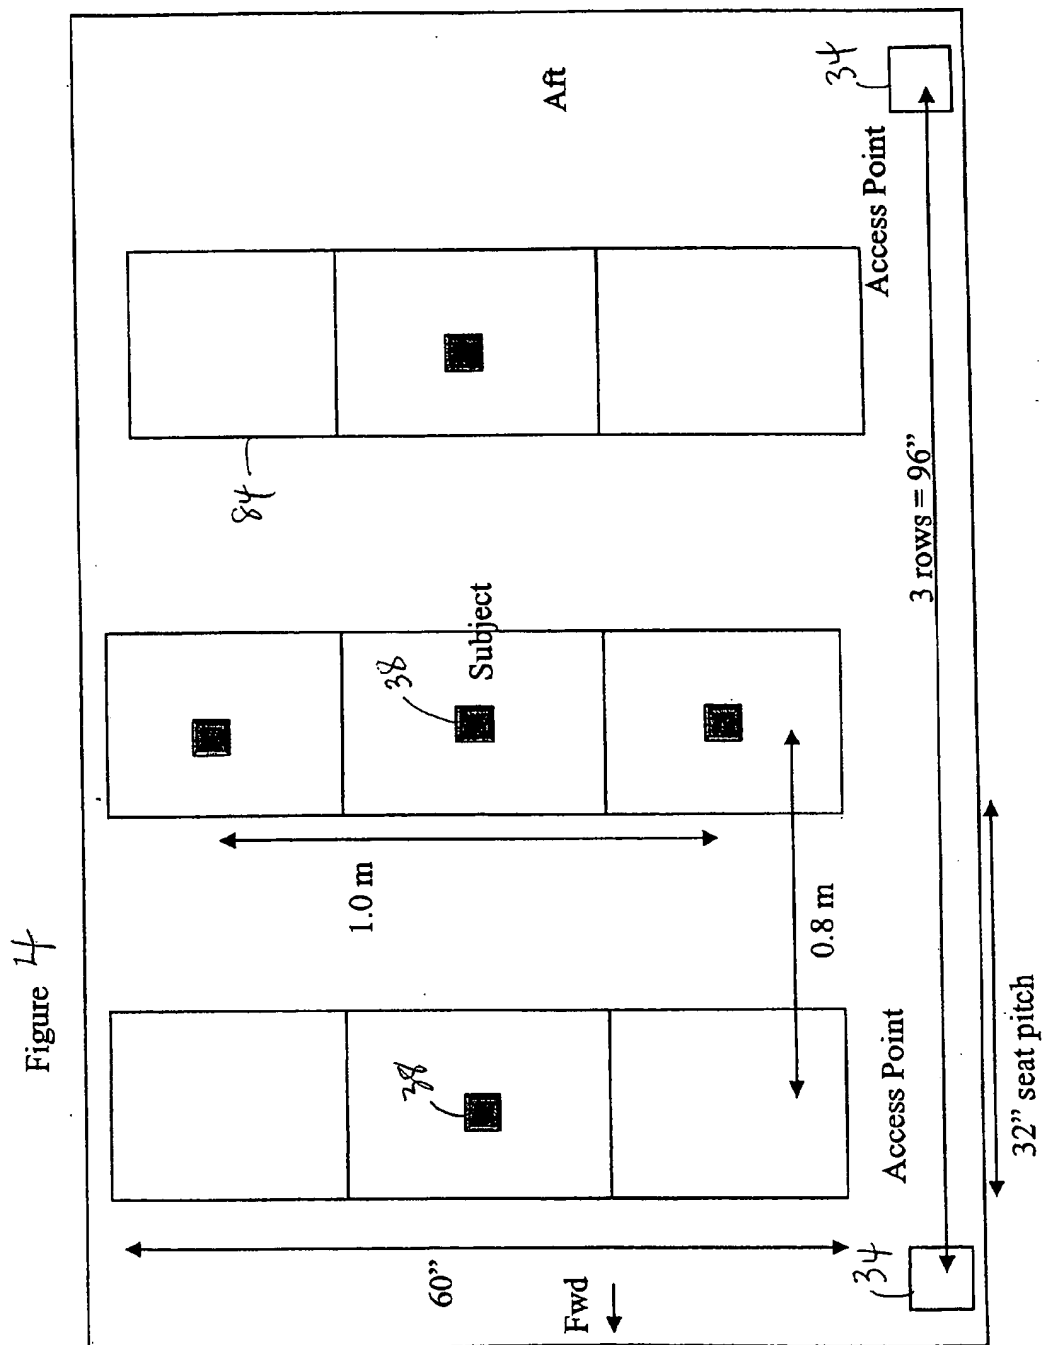 Figure 4
60”
Fwd
34
Access Point
32” seat pitch
38
1.0 m
0.8 m
38
Subject
84
3 rows = 96”
Aft
Access Point
34